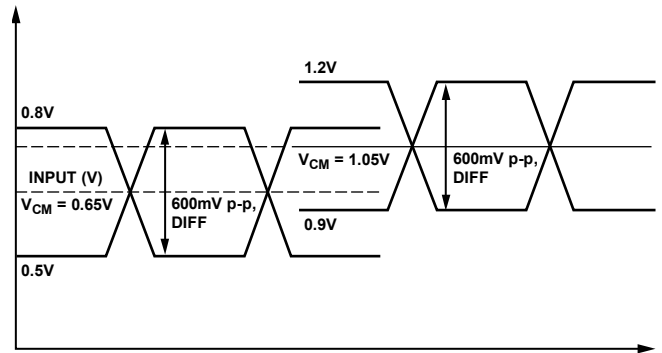 1.2V
0.8V
V_CM = 1.05V
600mV p-p,
DIFF
INPUT (V)
V_CM = 0.65V
600mV p-p,
DIFF
0.9V
0.5V